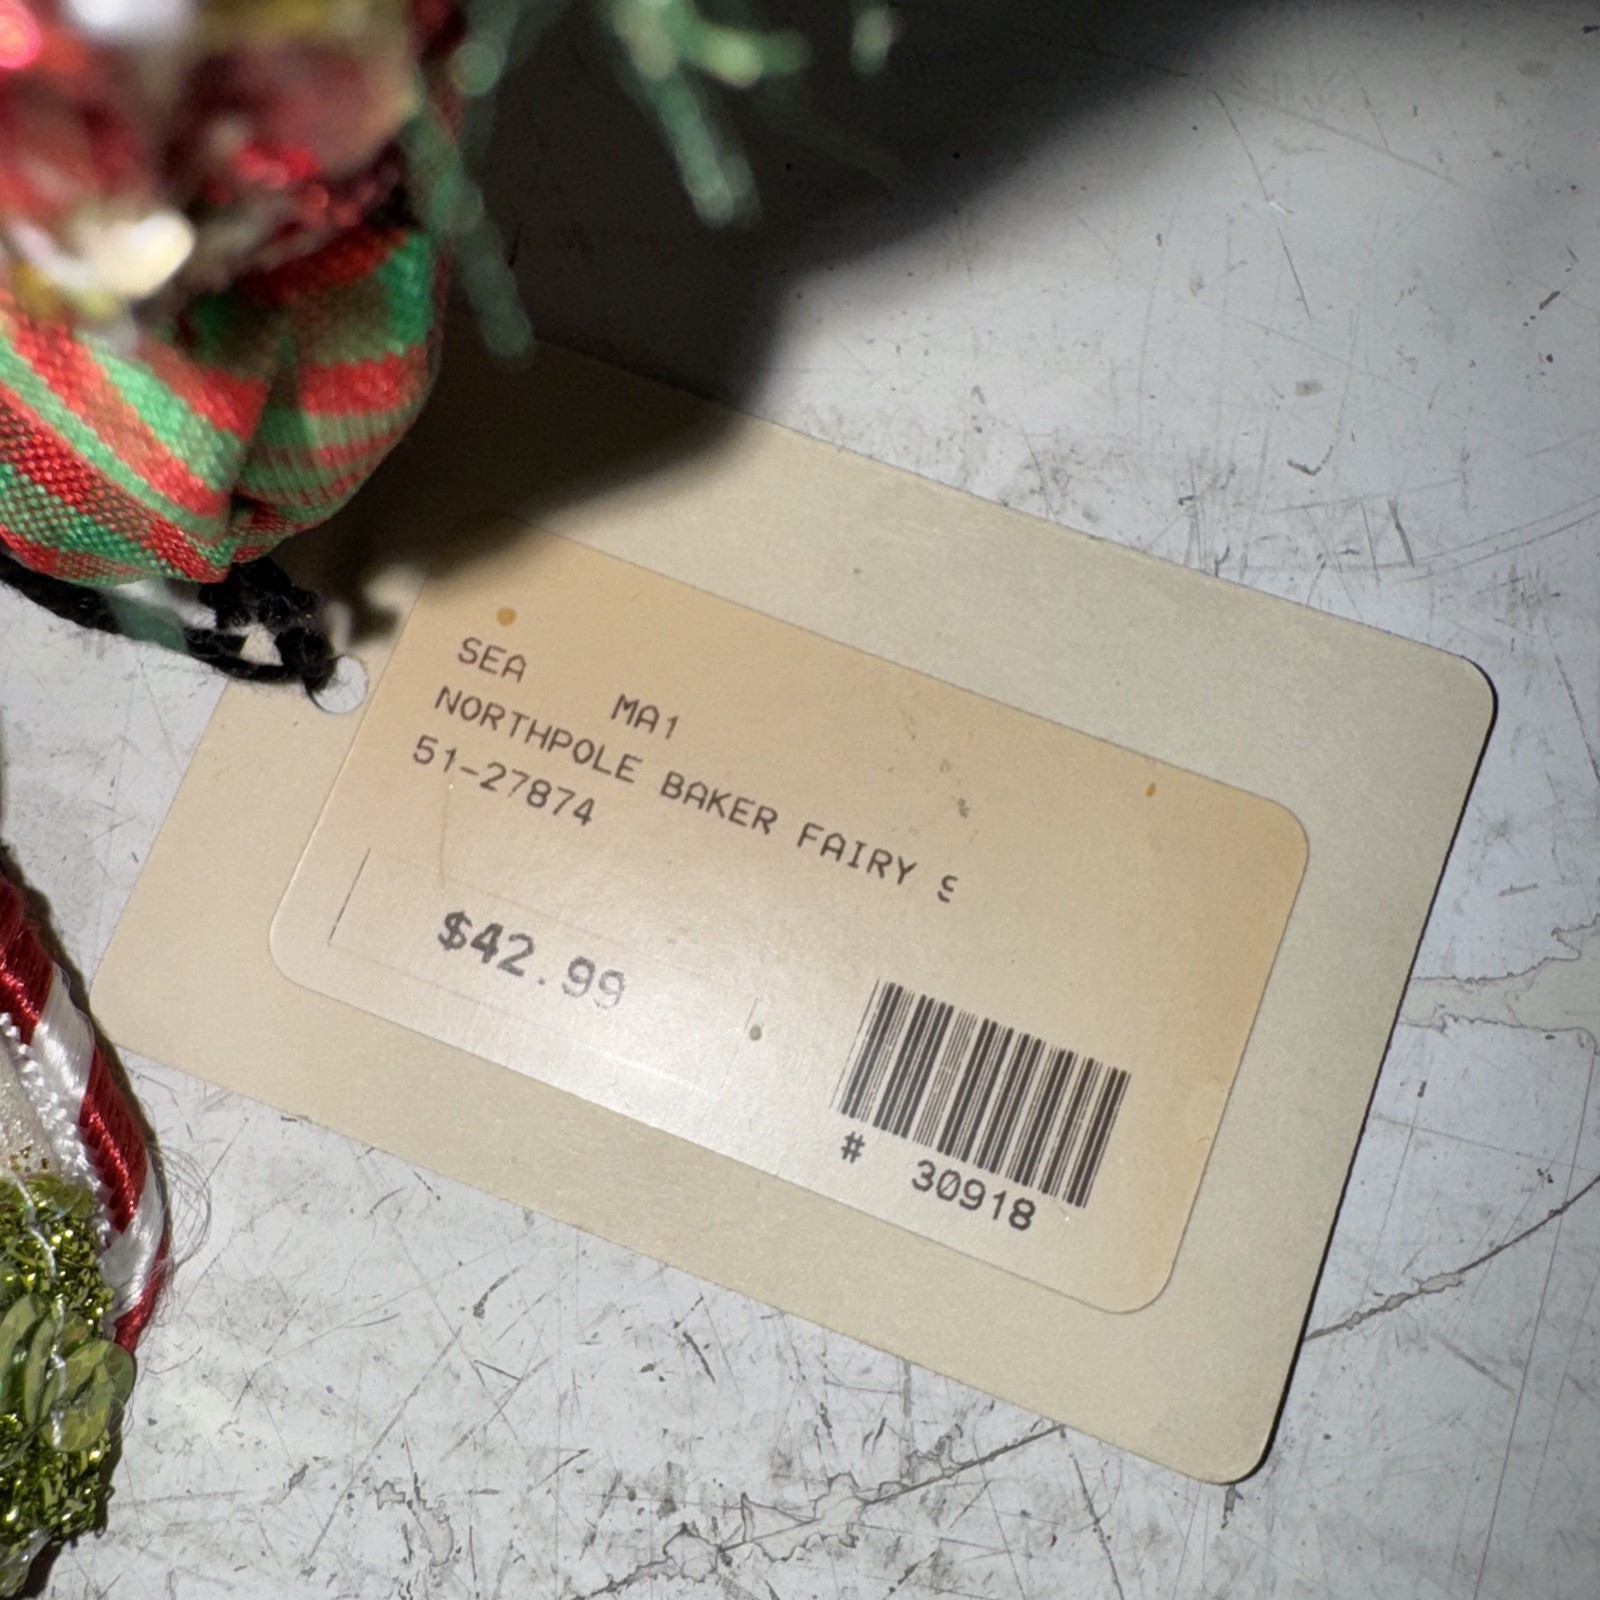 SEA MA1
NORTHPOLE BAKER FAIRY S
51-27874
$42.99
# 30918